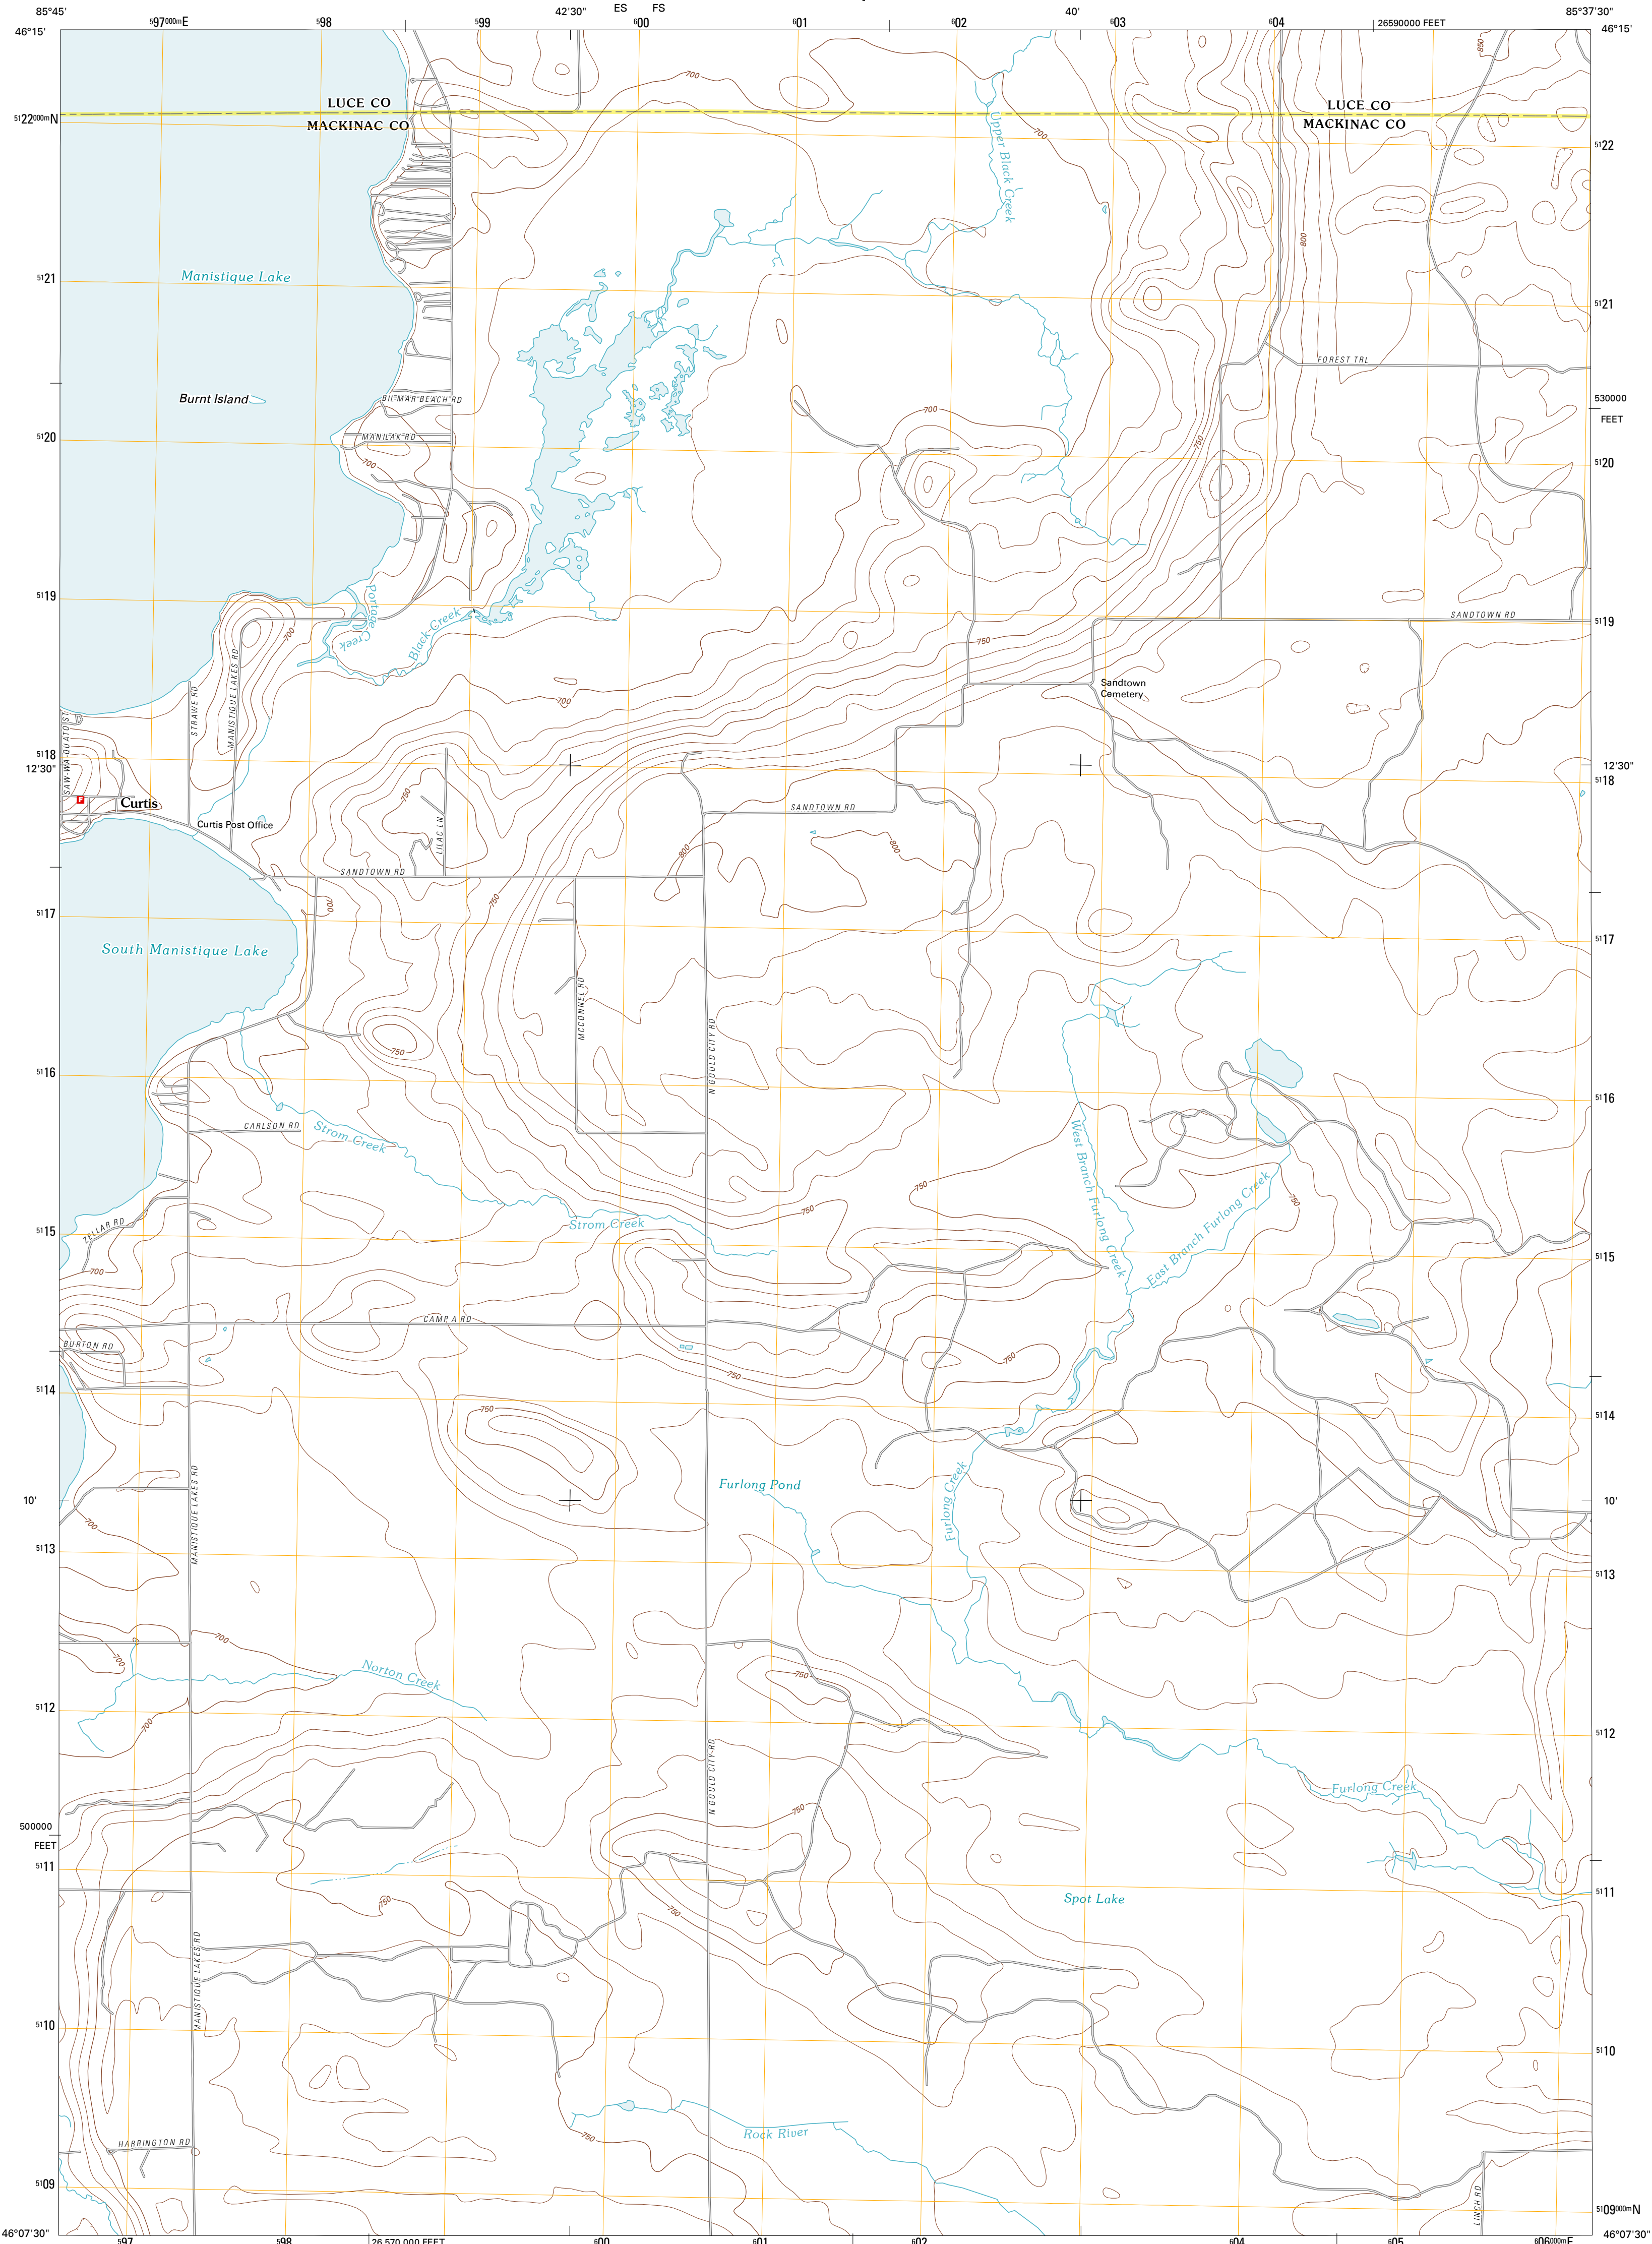 85°45'
⁵97⁰⁰⁰ᵐE
⁵98
⁵99
42'30"
ES FS
⁶00
⁶01
⁶02
40'
⁶03
⁶04
26590000 FEET
85°37'30"
46°15'
46°15'
850
700
LUCE CO
MACKINAC CO
LUCE CO
MACKINAC CO
⁵¹22⁰⁰⁰ᵐN
⁵¹22
700
Upper Black Creek
800
Manistique Lake
⁵¹21
⁵¹21
FOREST TRL
Burnt Island
BILMAR BEACH RD
530000
FEET
700
MANILAK RD
⁵¹20
⁵¹20
700
750
⁵¹19
⁵¹19
Portage
Creek
Black Creek
SANDTOWN RD
700
750
MANISTIQUE LAKES RD
STRAWE RD
Sandtown
Cemetery
700
SAW-WA-QUATO ST
⁵¹18
12'30"
12'30"
⁵¹18
F
Curtis
750
Curtis Post Office
SANDTOWN RD
LILAC LN
800
800
SANDTOWN RD
750
700
⁵¹17
⁵¹17
South Manistique Lake
MCCONNEL RD
N GOULD CITY RD
750
⁵¹16
⁵¹16
CARLSON RD
Strom Creek
West Branch Furlong Creek
750
750
East Branch Furlong Creek
750
Strom Creek
ZELLAR RD
⁵¹15
⁵¹15
700
CAMP A RD
BURTON RD
750
750
⁵¹14
⁵¹14
750
MANISTIQUE LAKES RD
Furlong Creek
Furlong Pond
10'
10'
700
⁵¹13
⁵¹13
700
700
Norton Creek
750
⁵¹12
⁵¹12
700
N GOULD CITY RD
Furlong Creek
750
500000
FEET
⁵¹11
⁵¹11
750
Spot Lake
750
MANISTIQUE LAKES RD
⁵¹10
⁵¹10
Rock River
750
HARRINGTON RD
LINCH RD
⁵¹09
⁵¹09⁰⁰⁰ᵐN
46°07'30"
46°07'30"
⁵97
⁵98
26 570 000 FEET
⁶00
⁶01
⁶02
⁶04
⁶05
⁶06⁰⁰⁰ᵐE